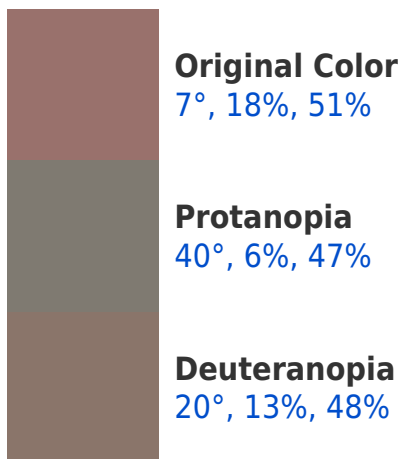 Original Color
7°, 18%, 51%
Protanopia
40°, 6%, 47%
Deuteranopia
20°, 13%, 48%